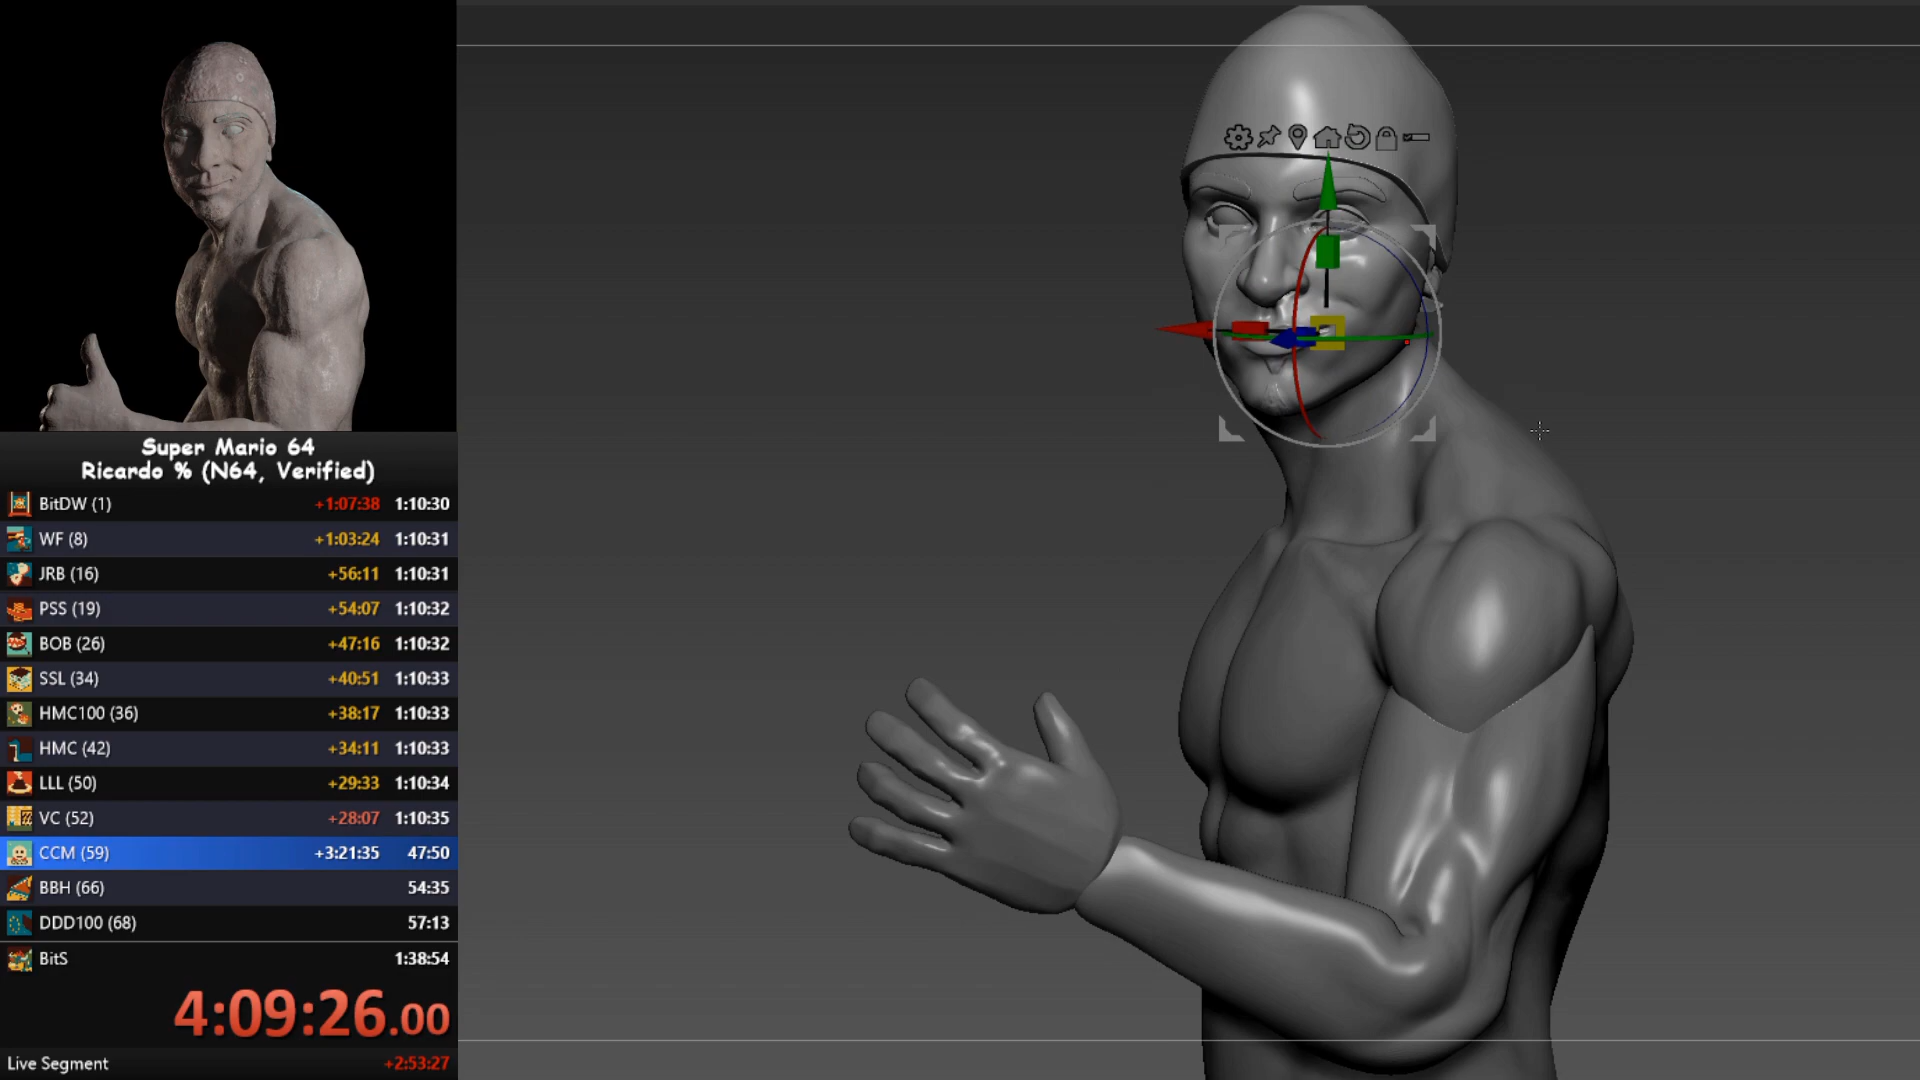 Super Mario 64
Ricardo % (N64, Verified)
BitDW (1) +1:07:38 1:10:30
WF (8) +1:03:24 1:10:31
JRB (16) +56:11 1:10:31
PSS (19) +54:07 1:10:32
BOB (26) +47:16 1:10:32
SSL (34) +40:51 1:10:33
HMC100 (36) +38:17 1:10:33
HMC (42) +34:11 1:10:33
LLL (50) +29:33 1:10:34
VC (52) +28:07 1:10:35
CCM (59) +3:21:35 47:50
BBH (66) 54:35
DDD100 (68) 57:13
BitS 1:38:54
4:09:26.00
Live Segment +2:53:27